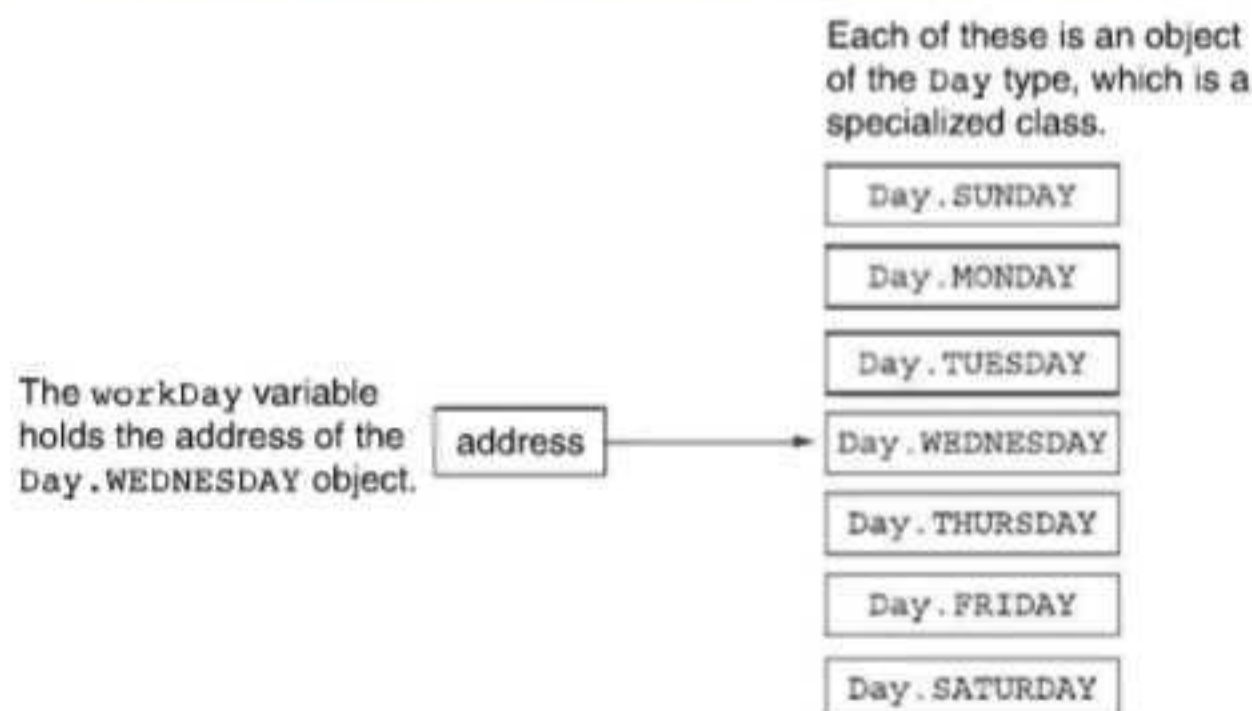 Each of these is an object
of the Day type, which is a
specialized class.
Day.SUNDAY
Day.MONDAY
Day.TUESDAY
The workDay variable
holds the address of the
Day.WEDNESDAY object.
address
Day.WEDNESDAY
Day.THURSDAY
Day.FRIDAY
Day.SATURDAY